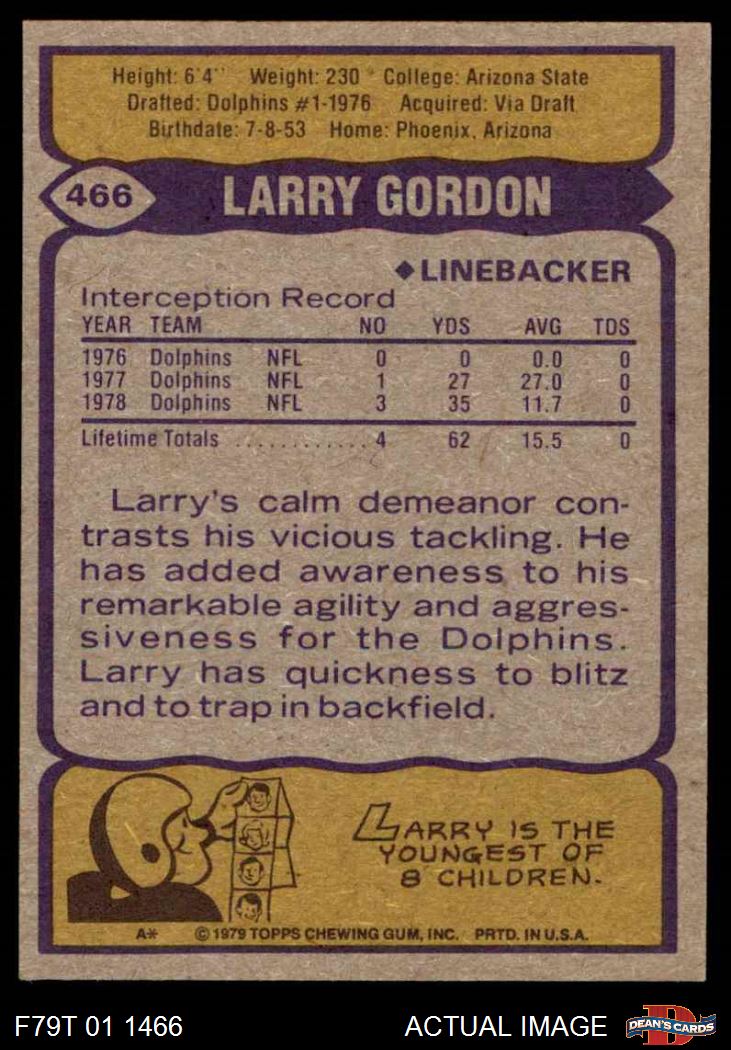 Height: 6'4" Weight: 230 College: Arizona State
Drafted: Dolphins #1-1976 Acquired: Via Draft
Birthdate: 7-8-53 Home: Phoenix, Arizona
466 LARRY GORDON
◆LINEBACKER
Interception Record
YEAR TEAM NO YDS AVG TDS
1976 Dolphins NFL 0 0 0.0 0
1977 Dolphins NFL 1 27 27.0 0
1978 Dolphins NFL 3 35 11.7 0
Lifetime Totals ............ 4 62 15.5 0
Larry's calm demeanor con-
trasts his vicious tackling. He
has added awareness to his
remarkable agility and aggres-
siveness for the Dolphins.
Larry has quickness to blitz
and to trap in backfield.
LARRY IS THE
YOUNGEST OF
8 CHILDREN.
A* © 1979 TOPPS CHEWING GUM, INC. PRTD. IN U.S.A.
F79T 01 1466 ACTUAL IMAGE D DEAN'S CARDS